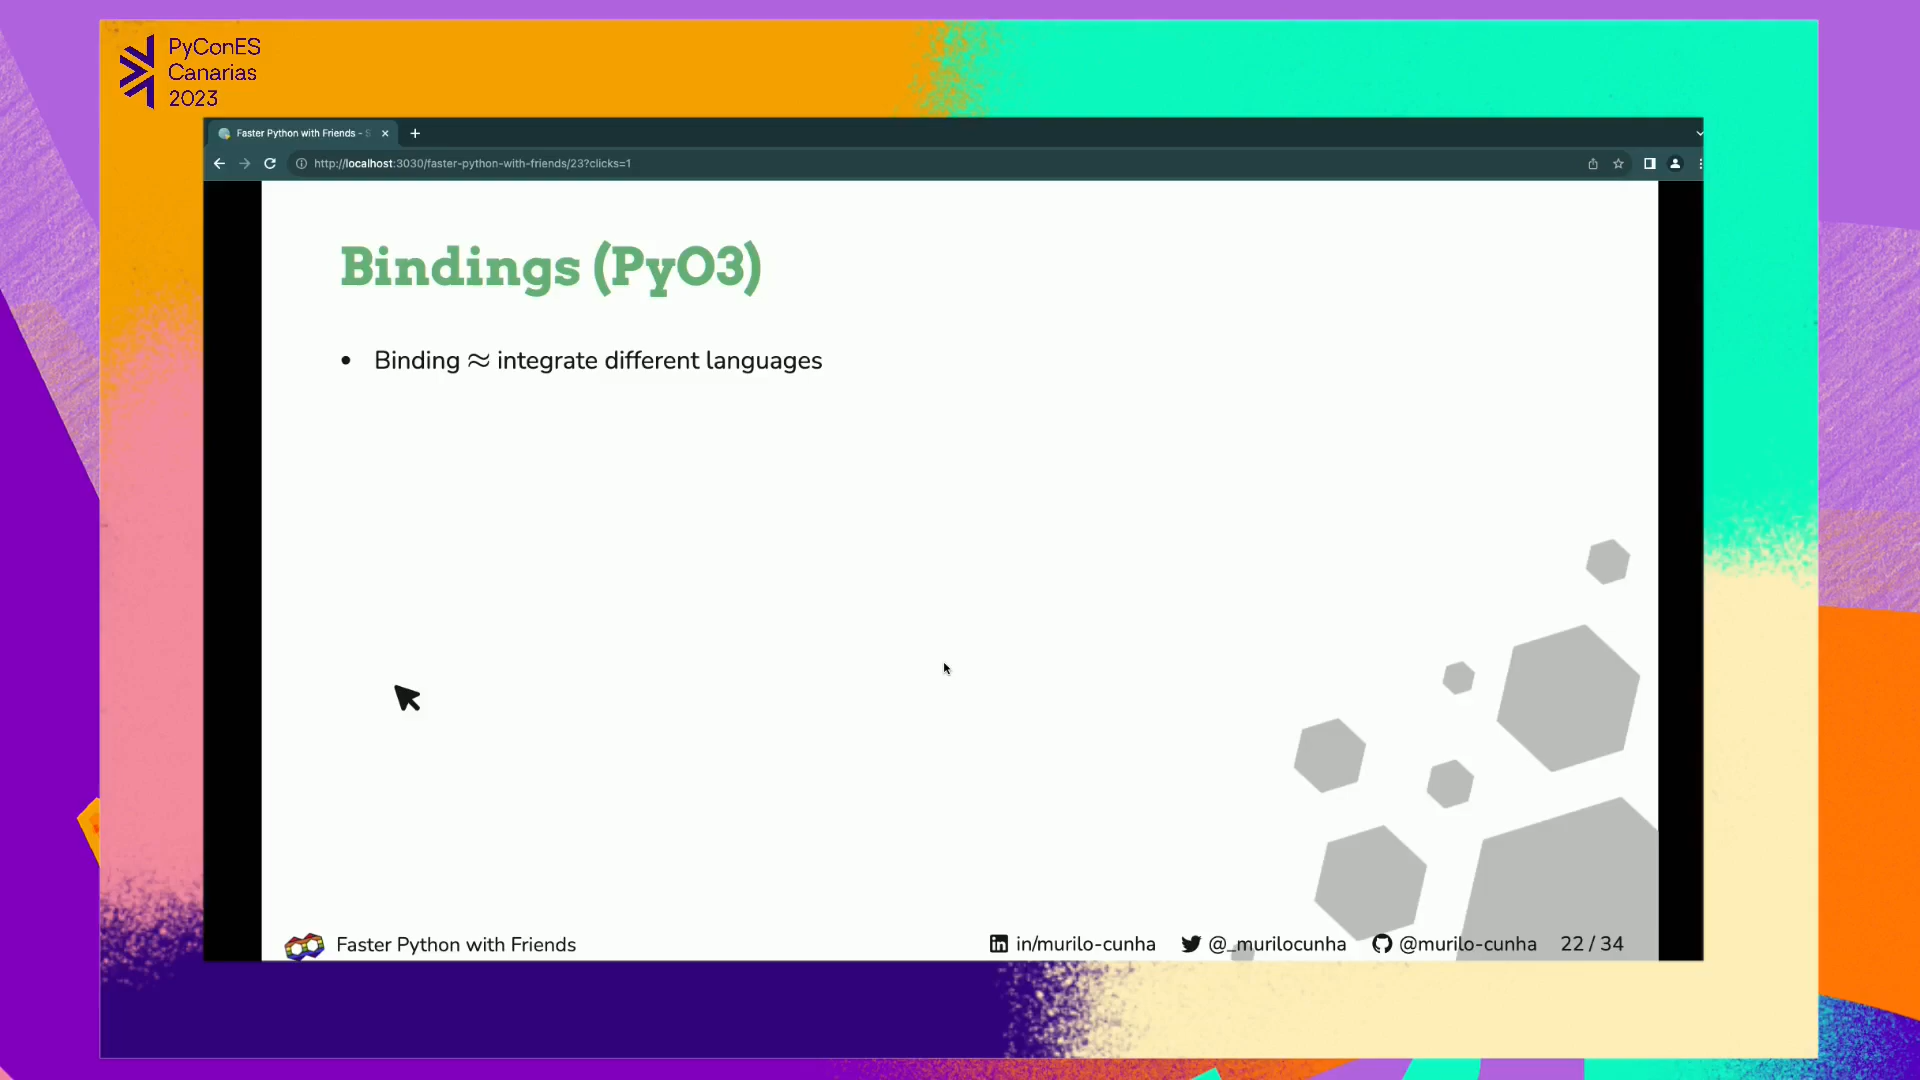 PyConES
Canarias
2023
Faster Python with Friends - S
http://localhost:3030/faster-python-with-friends/23?clicks=1
Bindings (PyO3)
• Binding ≈ integrate different languages
Faster Python with Friends
in/murilo-cunha
@_murilocunha
@murilo-cunha
22 / 34